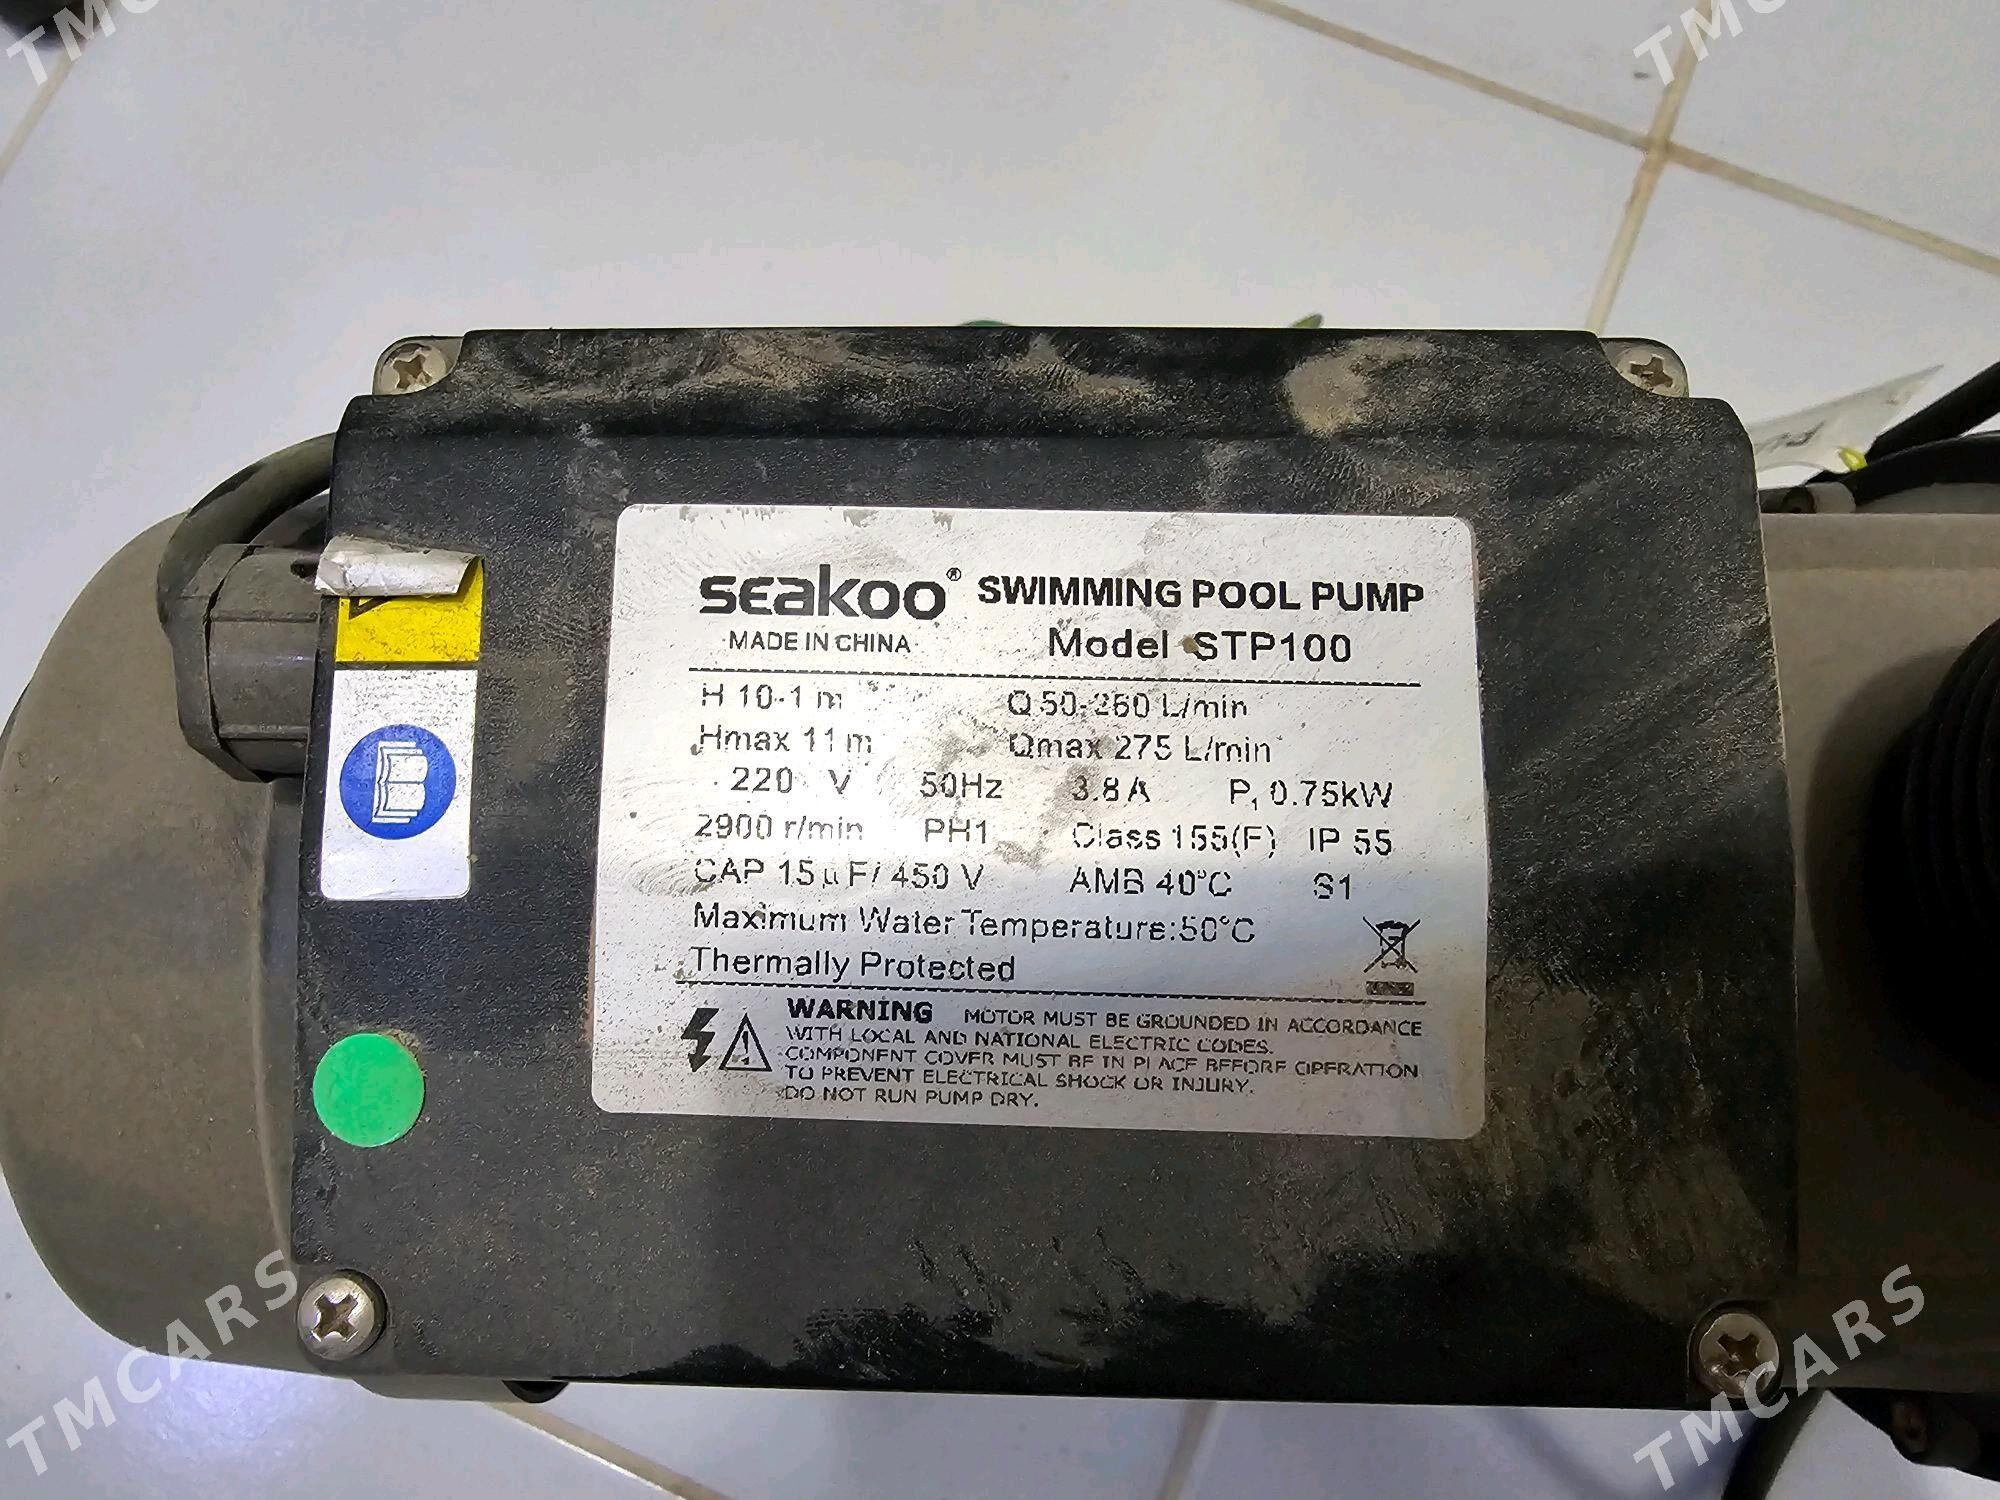 TMCARS
TMCARS
seakoo® SWIMMING POOL PUMP
MADE IN CHINA
Model STP100
H 10-1 m Q 50-260 L/min
Hmax 11 m Qmax 275 L/min
220 V 50Hz 3.8 A P₁ 0.75kW
2900 r/min PH1 Class 155(F) IP 55
CAP 15 µF/ 450 V AMB 40°C S1
Maximum Water Temperature:50°C
Thermally Protected
WARNING MOTOR MUST BE GROUNDED IN ACCORDANCE
WITH LOCAL AND NATIONAL ELECTRIC CODES.
COMPONENT COVER MUST BE IN PLACE BEFORE OPERATION
TO PREVENT ELECTRICAL SHOCK OR INJURY.
DO NOT RUN PUMP DRY.
TMCARS
TMCARS